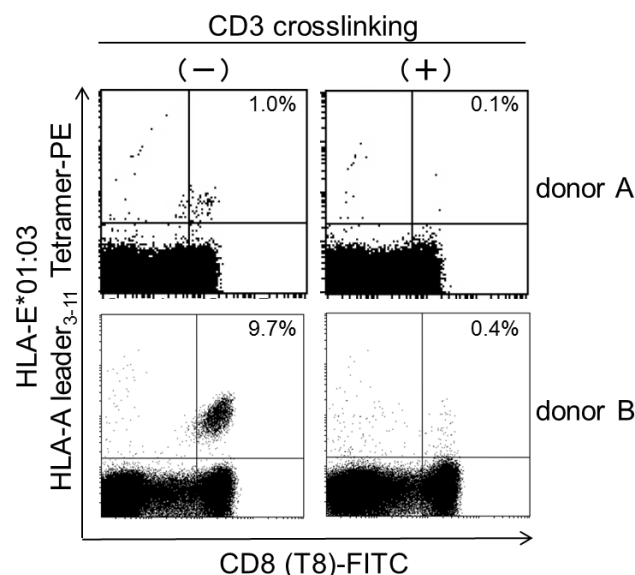 CD3 crosslinking
(－) (＋)
HLA-E*01:03
HLA-A leader₃₋₁₁ Tetramer-PE
1.0% 0.1%
donor A
9.7% 0.4%
donor B
CD8 (T8)-FITC